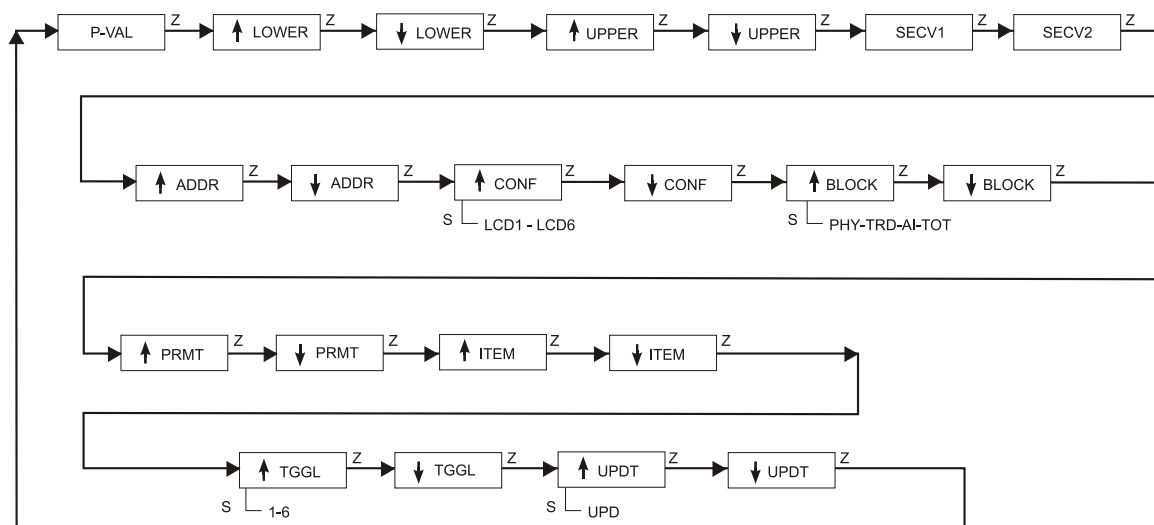 P-VAL Z ↑ LOWER Z ↓ LOWER Z ↑ UPPER Z ↓ UPPER Z SECV1 Z SECV2 Z
↑ ADDR Z ↓ ADDR Z ↑ CONF Z ↓ CONF Z ↑ BLOCK Z ↓ BLOCK Z
S LCD1 - LCD6 S PHY-TRD-AI-TOT
↑ PRMT Z ↓ PRMT Z ↑ ITEM Z ↓ ITEM Z
↑ TGGL Z ↓ TGGL Z ↑ UPDT Z ↓ UPDT Z
S 1-6 S UPD